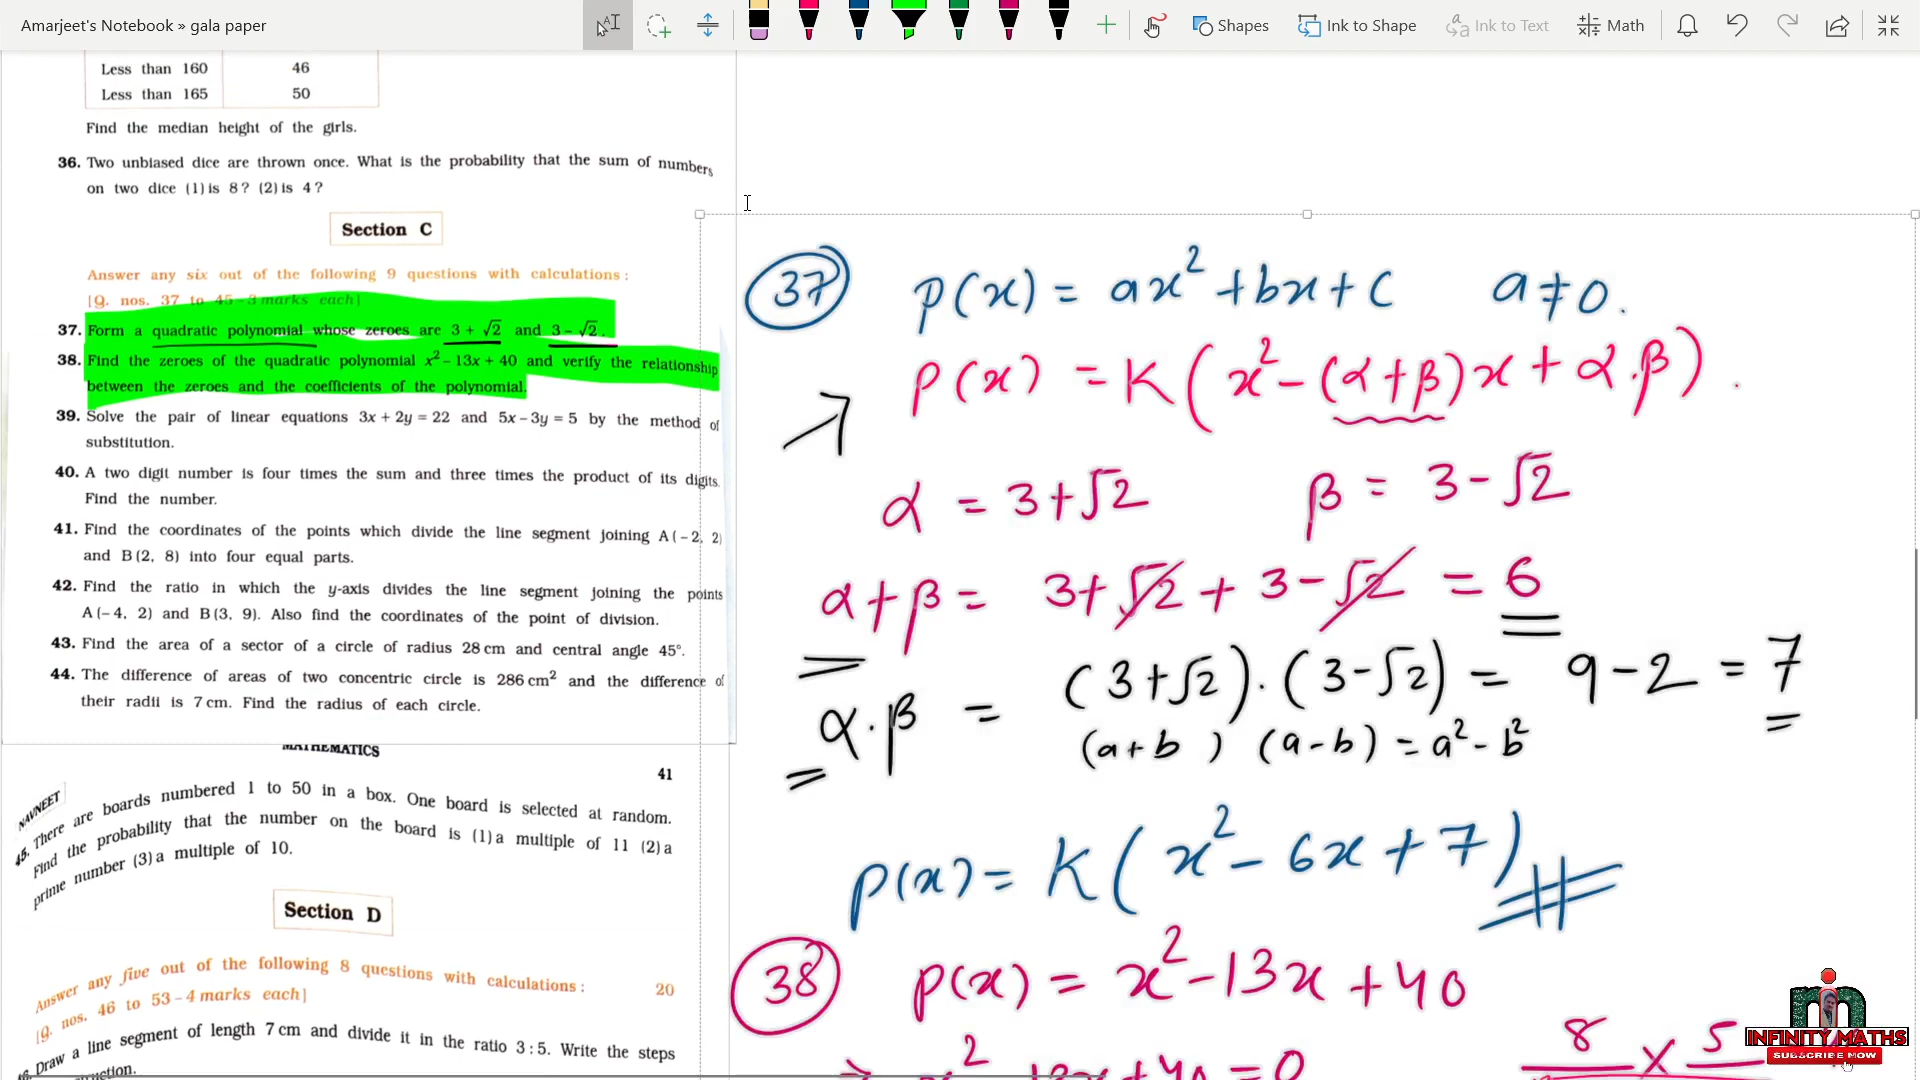 Amarjeet's Notebook » gala paper
Shapes
Ink to Shape
Ink to Text
Math
Less than 160 46
Less than 165 50
Find the median height of the girls.
36. Two unbiased dice are thrown once. What is the probability that the sum of numbers
on two dice (1) is 8? (2) is 4?
Section C
Answer any six out of the following 9 questions with calculations :
[Q. nos. 37 to 45 – 3 marks each]
37. Form a quadratic polynomial whose zeroes are 3 + √2 and 3 – √2.
38. Find the zeroes of the quadratic polynomial x² – 13x + 40 and verify the relationship
between the zeroes and the coefficients of the polynomial.
39. Solve the pair of linear equations 3x + 2y = 22 and 5x – 3y = 5 by the method of
substitution.
40. A two digit number is four times the sum and three times the product of its digits.
Find the number.
41. Find the coordinates of the points which divide the line segment joining A(–2, 2)
and B(2, 8) into four equal parts.
42. Find the ratio in which the y-axis divides the line segment joining the points
A(–4, 2) and B(3, 9). Also find the coordinates of the point of division.
43. Find the area of a sector of a circle of radius 28 cm and central angle 45°.
44. The difference of areas of two concentric circle is 286 cm² and the difference of
their radii is 7 cm. Find the radius of each circle.
MATHEMATICS
41
NAVNEET
45. There are boards numbered 1 to 50 in a box. One board is selected at random.
Find the probability that the number on the board is (1) a multiple of 11 (2) a
prime number (3) a multiple of 10.
Section D
Answer any five out of the following 8 questions with calculations : 20
[Q. nos. 46 to 53 – 4 marks each]
Draw a line segment of length 7 cm and divide it in the ratio 3 : 5. Write the steps
37 p(x) = ax² + bx + c a ≠ 0.
p(x) = K(x² – (α+β)x + α.β).
α = 3+√2 β = 3-√2
α+β = 3+√2 + 3-√2 = 6
α.β = (3+√2).(3-√2) = 9-2 = 7
(a+b) (a-b) = a² - b²
p(x) = K(x² - 6x + 7)
38 p(x) = x² - 13x + 40
⇒ x² - 13x + 40 = 0
8 × 5
INFINITY MATHS
SUBSCRIBE NOW